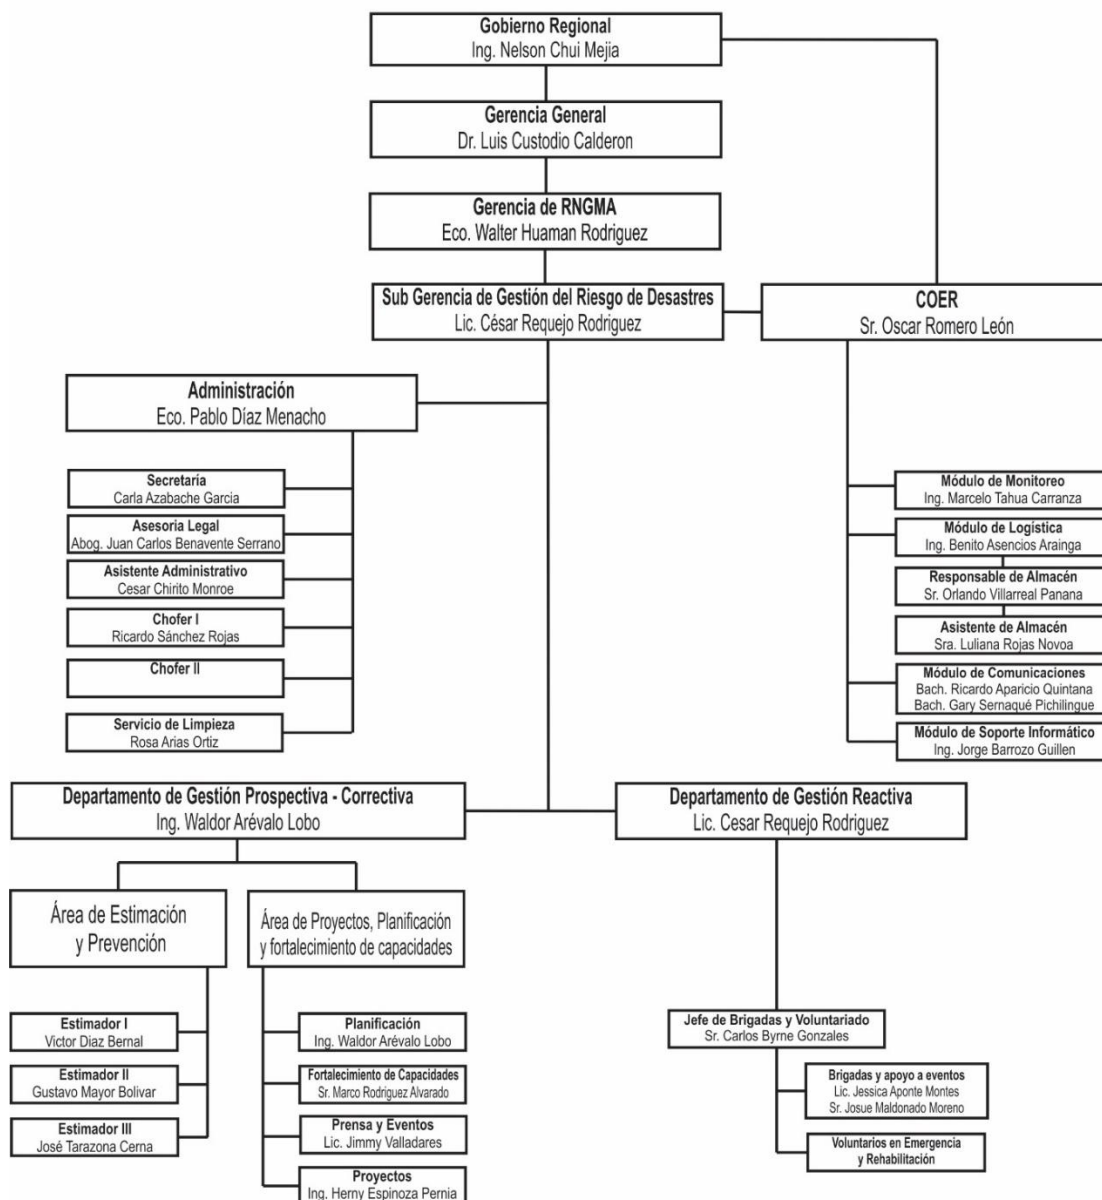 Gobierno Regional
Ing. Nelson Chui Mejia
Gerencia General
Dr. Luis Custodio Calderon
Gerencia de RNGMA
Eco. Walter Huaman Rodriguez
Sub Gerencia de Gestión del Riesgo de Desastres
Lic. César Requejo Rodriguez
COER
Sr. Oscar Romero León
Administración
Eco. Pablo Díaz Menacho
Secretaría
Carla Azabache Garcia
Asesoria Legal
Abog. Juan Carlos Benavente Serrano
Asistente Administrativo
Cesar Chirito Monroe
Chofer I
Ricardo Sánchez Rojas
Chofer II
Servicio de Limpieza
Rosa Arias Ortiz
Módulo de Monitoreo
Ing. Marcelo Tahua Carranza
Módulo de Logística
Ing. Benito Asencios Arainga
Responsable de Almacén
Sr. Orlando Villarreal Panana
Asistente de Almacén
Sra. Luliana Rojas Novoa
Módulo de Comunicaciones
Bach. Ricardo Aparicio Quintana
Bach. Gary Sernaqué Pichilingue
Módulo de Soporte Informático
Ing. Jorge Barrozo Guillen
Departamento de Gestión Prospectiva - Correctiva
Ing. Waldor Arévalo Lobo
Departamento de Gestión Reactiva
Lic. Cesar Requejo Rodriguez
Área de Estimación
y Prevención
Área de Proyectos, Planificación
y fortalecimiento de capacidades
Estimador I
Victor Diaz Bernal
Estimador II
Gustavo Mayor Bolivar
Estimador III
José Tarazona Cerna
Planificación
Ing. Waldor Arévalo Lobo
Fortalecimiento de Capacidades
Sr. Marco Rodriguez Alvarado
Prensa y Eventos
Lic. Jimmy Valladares
Proyectos
Ing. Herny Espinoza Pernia
Jefe de Brigadas y Voluntariado
Sr. Carlos Byrne Gonzales
Brigadas y apoyo a eventos
Lic. Jessica Aponte Montes
Sr. Josue Maldonado Moreno
Voluntarios en Emergencia
y Rehabilitación